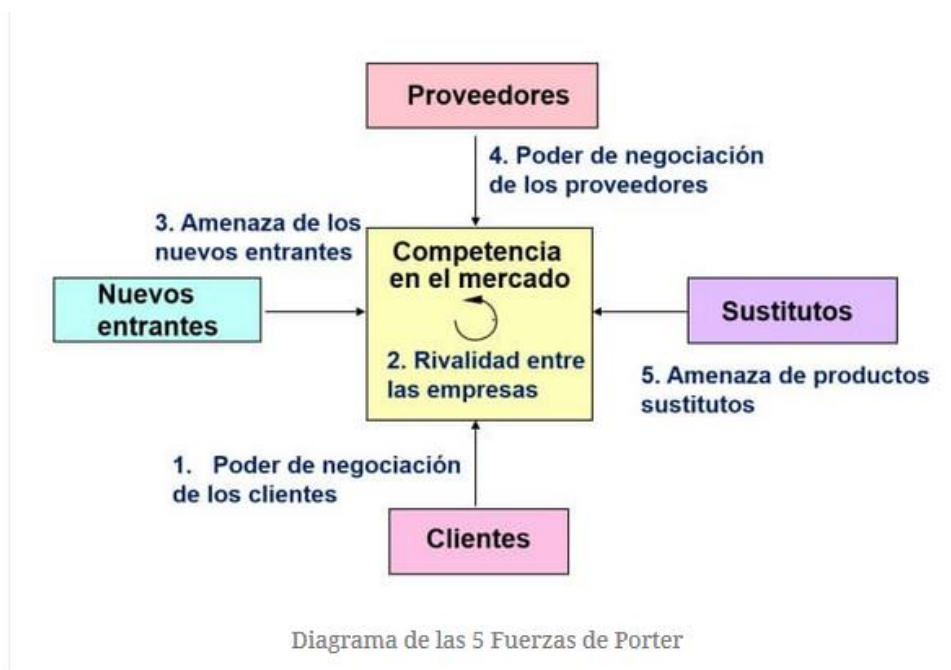 Proveedores
4. Poder de negociación
de los proveedores
3. Amenaza de los
nuevos entrantes
Competencia
en el mercado
Nuevos
entrantes
Sustitutos
2. Rivalidad entre
las empresas
5. Amenaza de productos
sustitutos
1. Poder de negociación
de los clientes
Clientes
Diagrama de las 5 Fuerzas de Porter